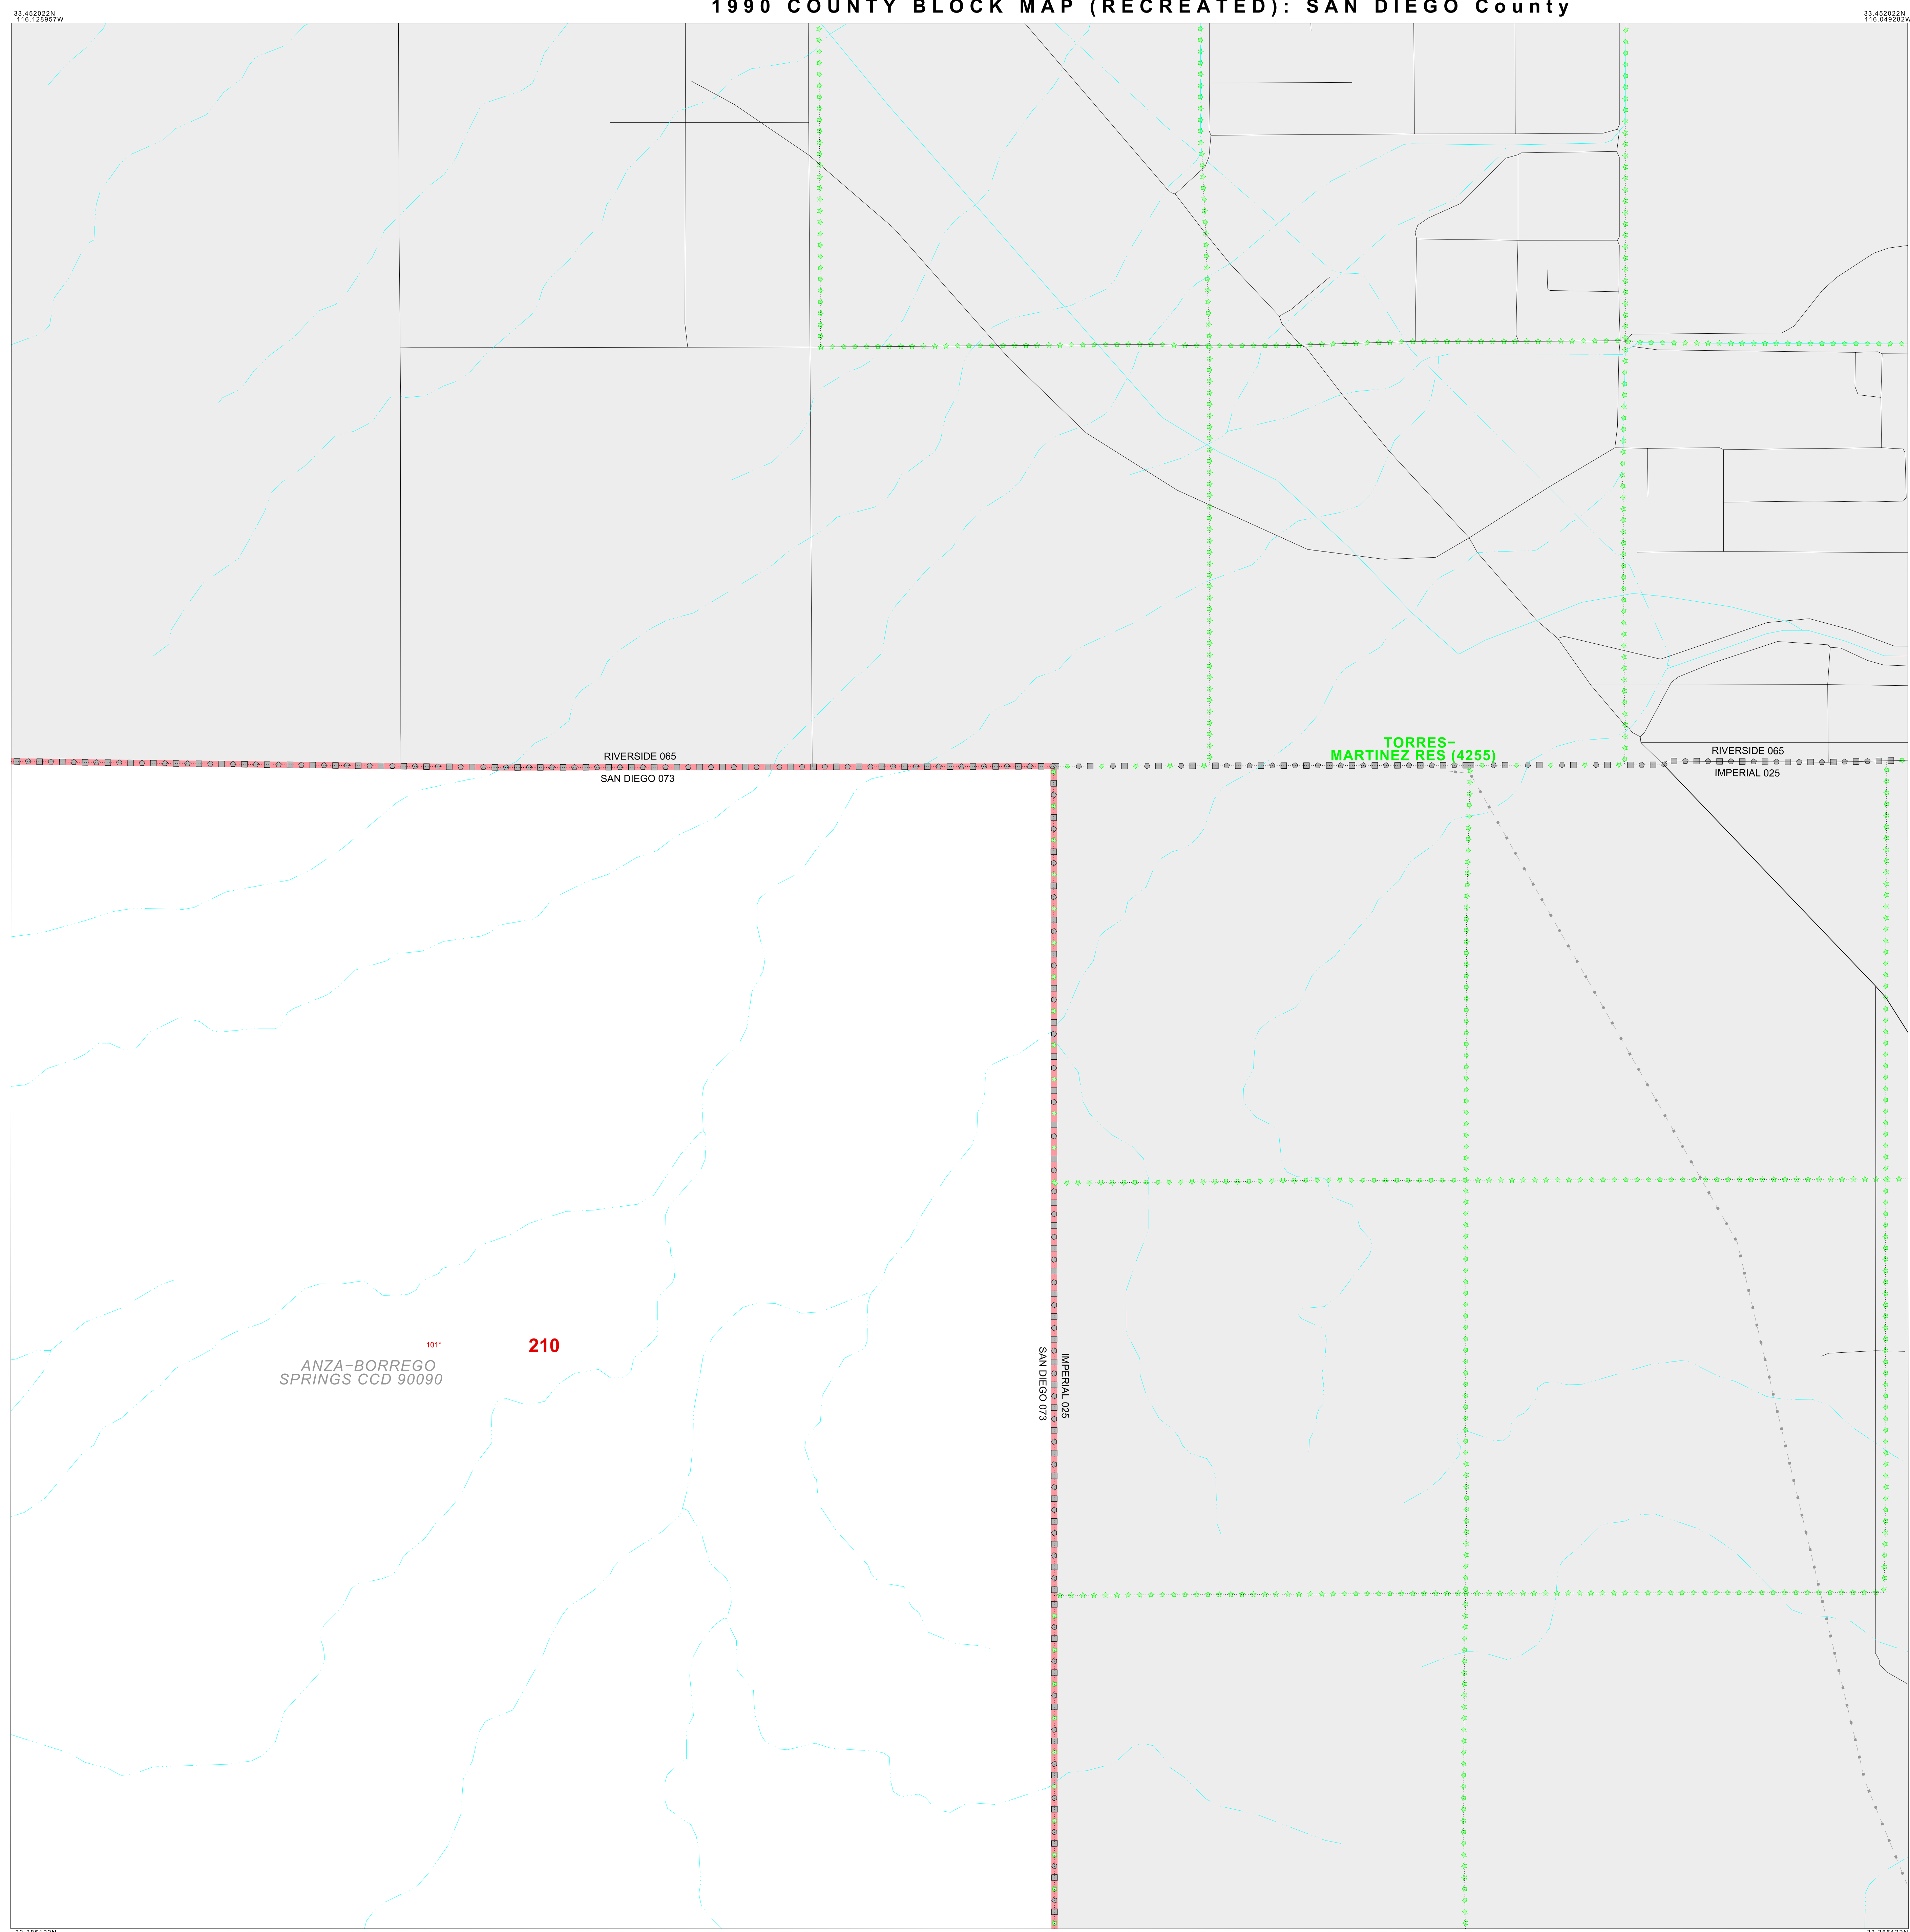 1990 COUNTY BLOCK MAP (RECREATED): SAN DIEGO County
33.452022N
116.128957W
33.452022N
116.049282W
TORRES-
MARTINEZ RES (4255)
RIVERSIDE 065
SAN DIEGO 073
RIVERSIDE 065
IMPERIAL 025
101*
210
ANZA-BORREGO
SPRINGS CCD 90090
IMPERIAL 025
SAN DIEGO 073